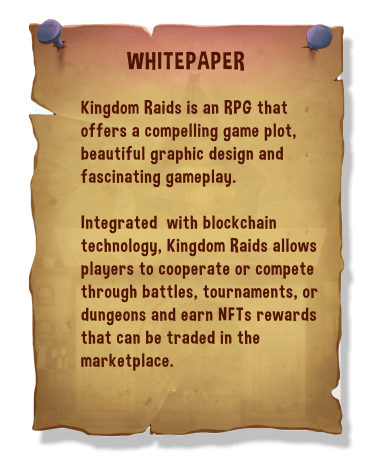 WHITEPAPER
Kingdom Raids is an RPG that
offers a compelling game plot,
beautiful graphic design and
fascinating gameplay.
Integrated with blockchain
technology, Kingdom Raids allows
players to cooperate or compete
through battles, tournaments, or
dungeons and earn NFTs rewards
that can be traded in the
marketplace.